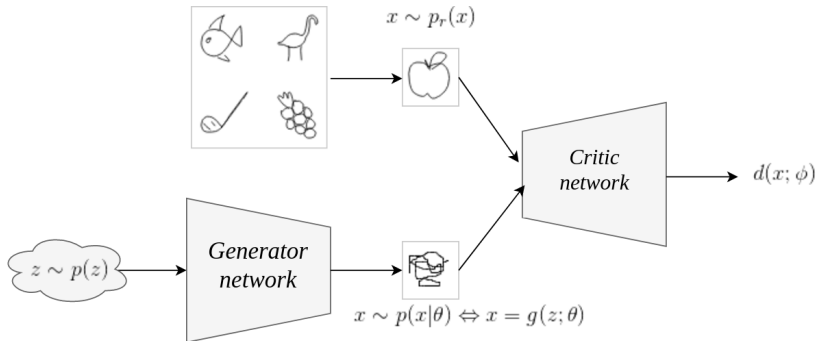 x ∼ p_r(x)
Critic
network
d(x; ϕ)
Generator
network
z ∼ p(z)
x ∼ p(x|θ) ⇔ x = g(z; θ)